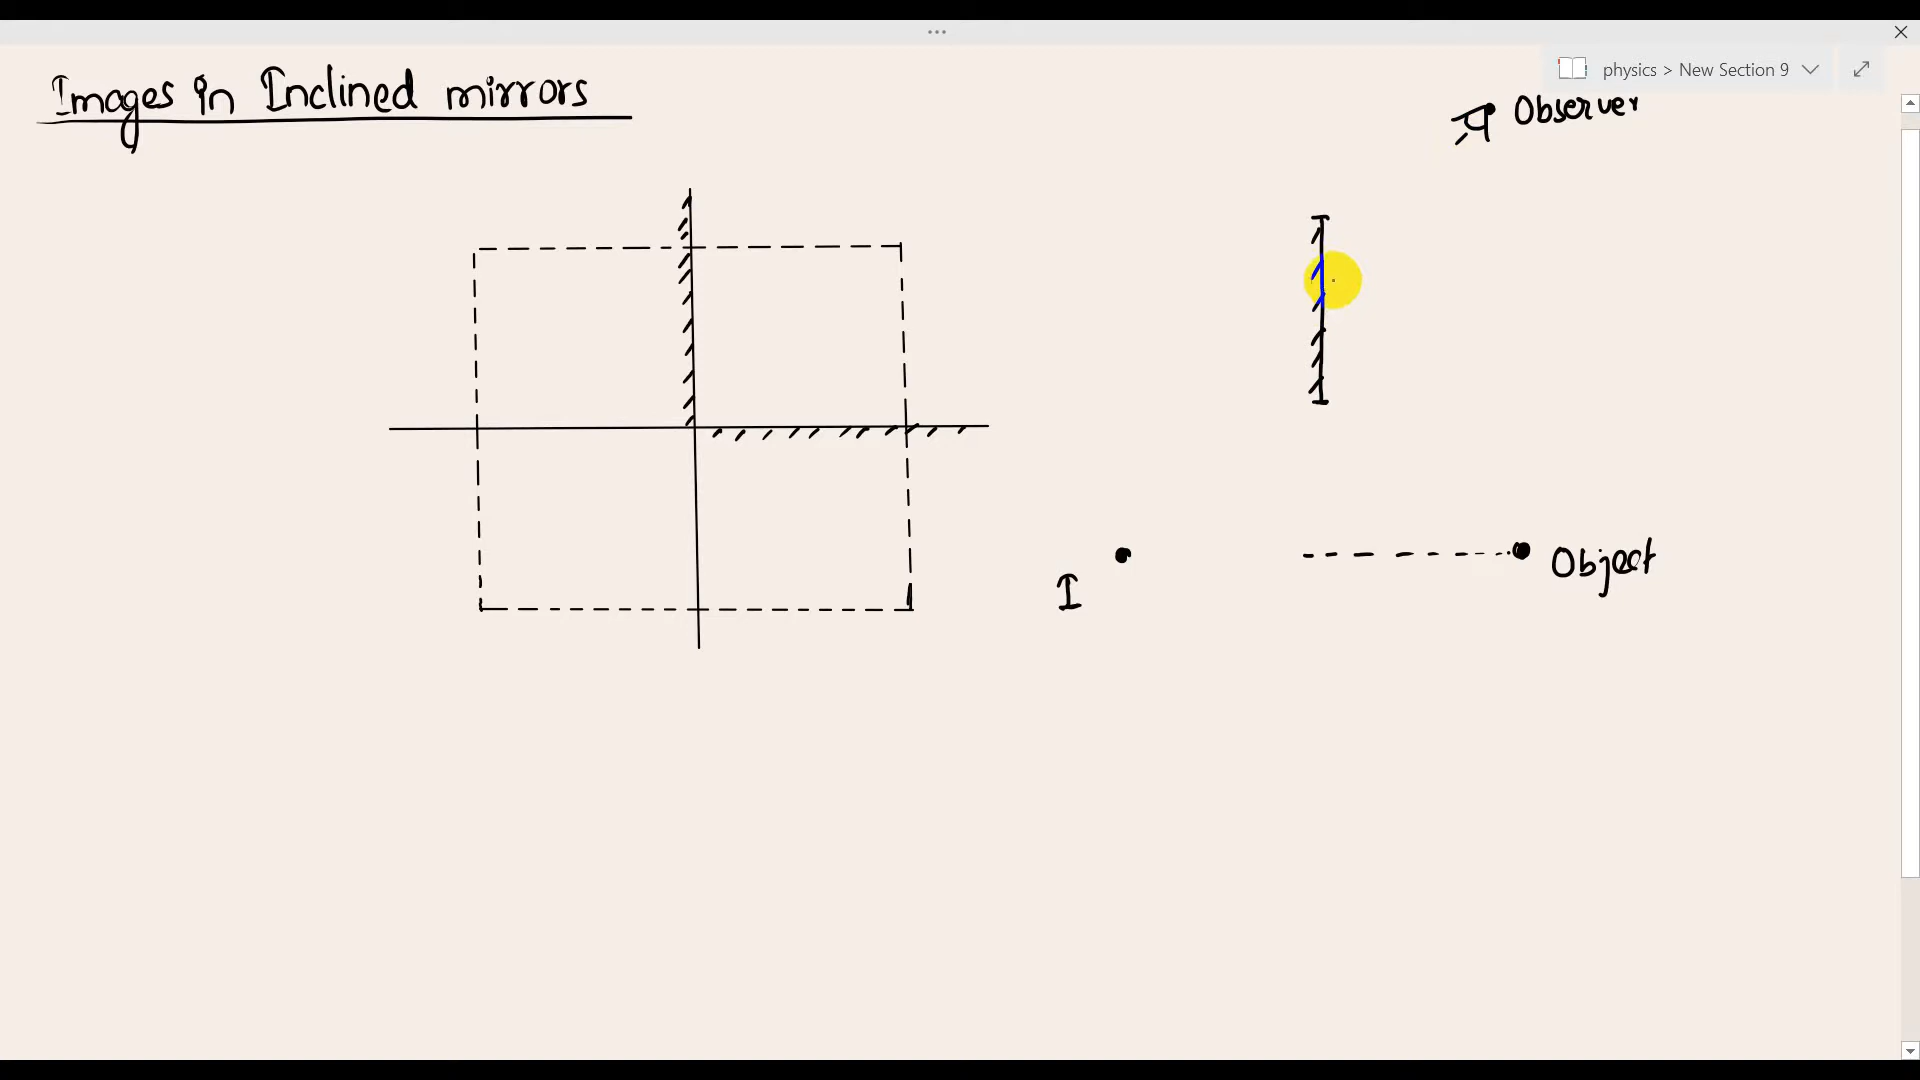 Images in Inclined mirrors
physics > New Section 9
Observer
Object
I